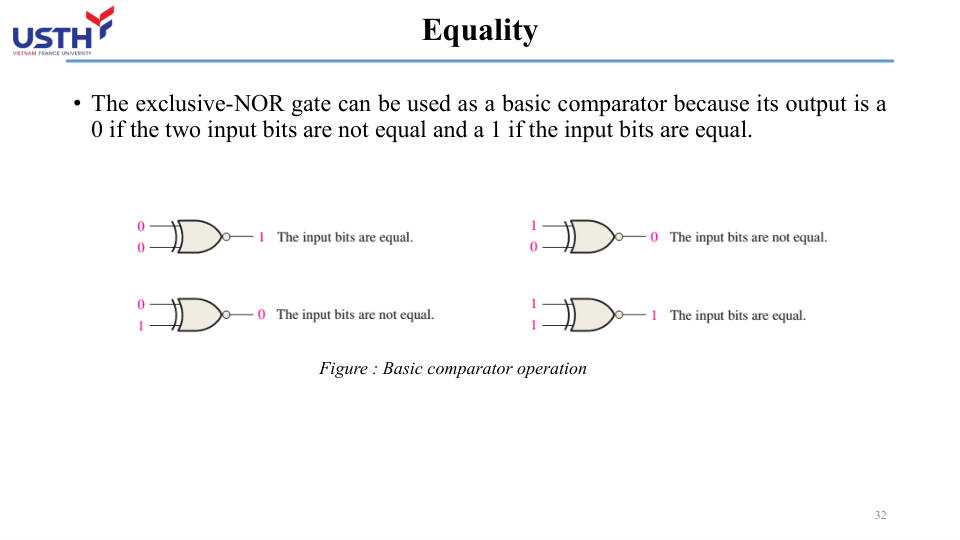 USTH
VIETNAM FRANCE UNIVERSITY
Equality
• The exclusive-NOR gate can be used as a basic comparator because its output is a
0 if the two input bits are not equal and a 1 if the input bits are equal.
0
0
1 The input bits are equal.
1
0
0 The input bits are not equal.
0
1
0 The input bits are not equal.
1
1
1 The input bits are equal.
Figure : Basic comparator operation
32